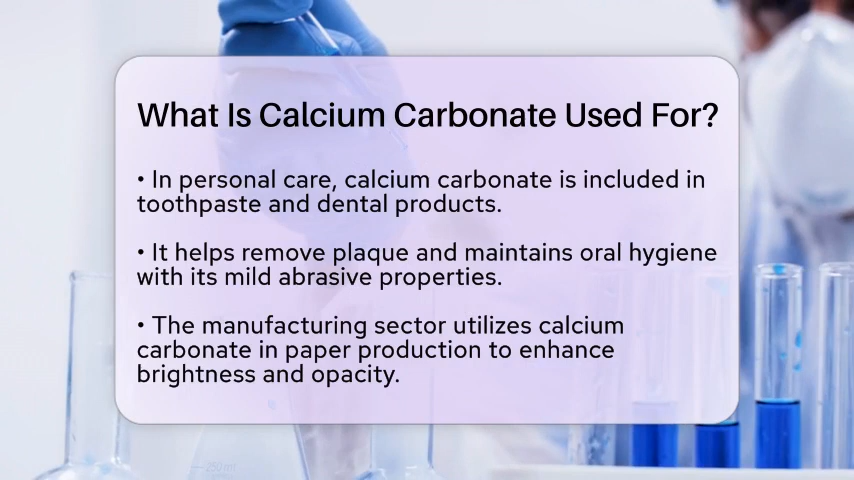 What Is Calcium Carbonate Used For?
• In personal care, calcium carbonate is included in
toothpaste and dental products.
• It helps remove plaque and maintains oral hygiene
with its mild abrasive properties.
• The manufacturing sector utilizes calcium
carbonate in paper production to enhance
brightness and opacity.